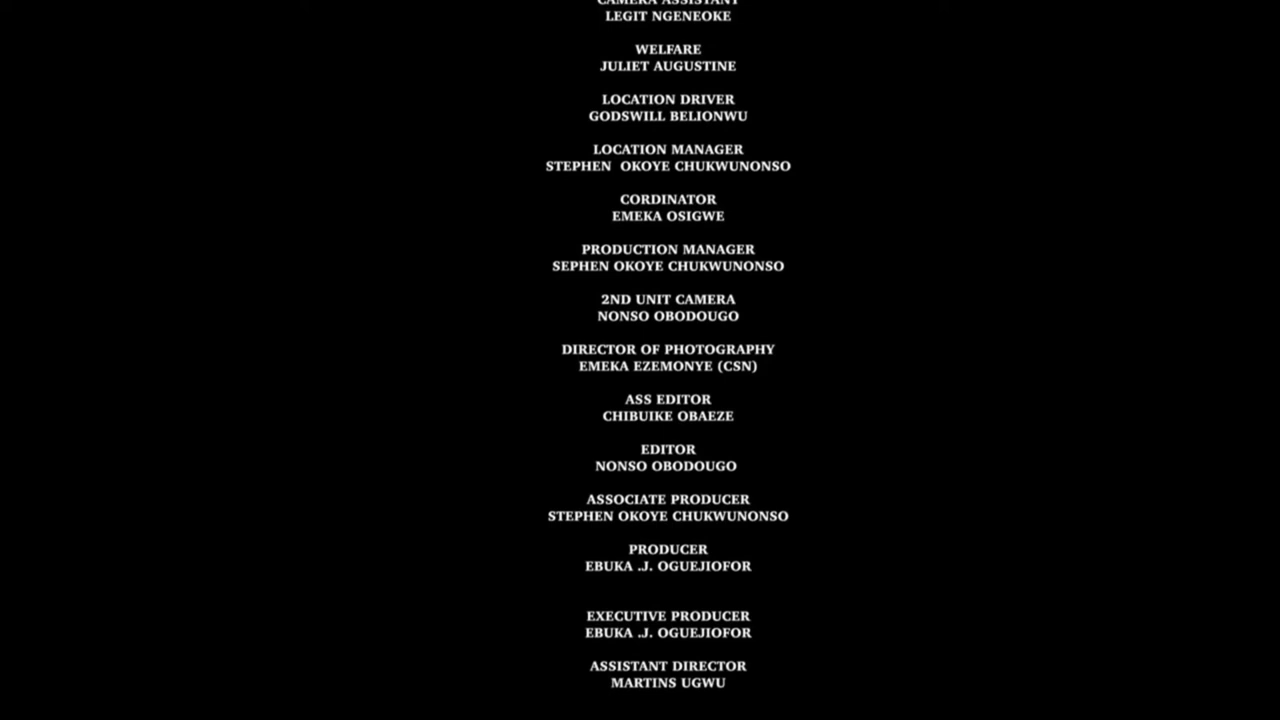 CAMERA ASSISTANT
LEGIT NGENEOKE
WELFARE
JULIET AUGUSTINE
LOCATION DRIVER
GODSWILL BELIONWU
LOCATION MANAGER
STEPHEN  OKOYE CHUKWUNONSO
CORDINATOR
EMEKA OSIGWE
PRODUCTION MANAGER
SEPHEN OKOYE CHUKWUNONSO
2ND UNIT CAMERA
NONSO OBODOUGO
DIRECTOR OF PHOTOGRAPHY
EMEKA EZEMONYE (CSN)
ASS EDITOR
CHIBUIKE OBAEZE
EDITOR
NONSO OBODOUGO
ASSOCIATE PRODUCER
STEPHEN OKOYE CHUKWUNONSO
PRODUCER
EBUKA .J. OGUEJIOFOR
EXECUTIVE PRODUCER
EBUKA .J. OGUEJIOFOR
ASSISTANT DIRECTOR
MARTINS UGWU